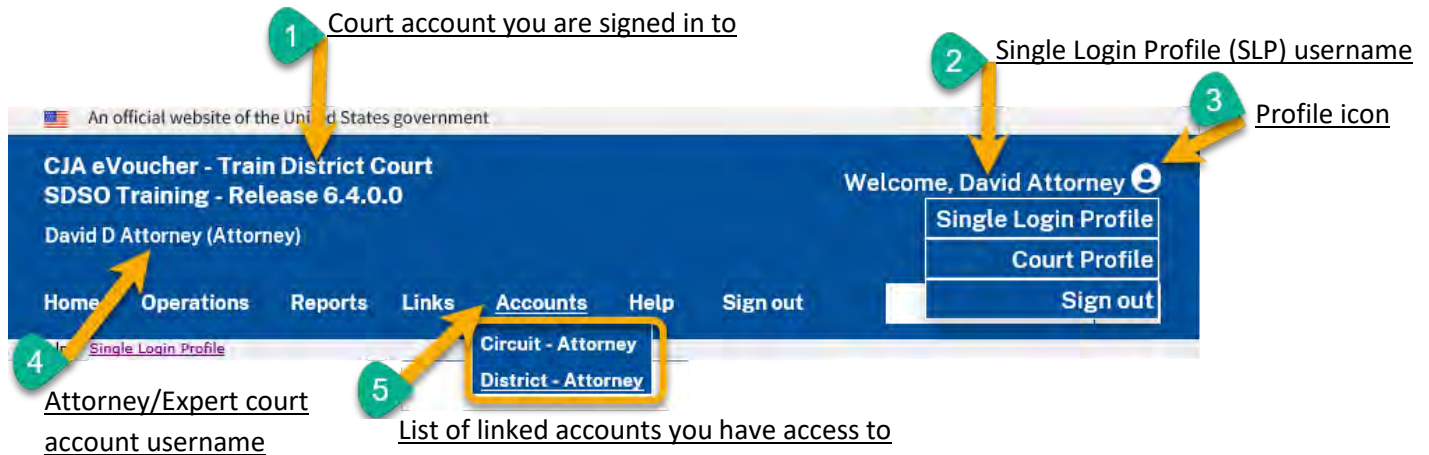 1 Court account you are signed in to
2 Single Login Profile (SLP) username
3 Profile icon
An official website of the United States government
CJA eVoucher - Train District Court
SDSO Training - Release 6.4.0.0
David D Attorney (Attorney)
Welcome, David Attorney
Single Login Profile
Court Profile
Sign out
Home Operations Reports Links Accounts Help Sign out
Single Login Profile
Circuit - Attorney
District - Attorney
4 Attorney/Expert court
account username
5 List of linked accounts you have access to